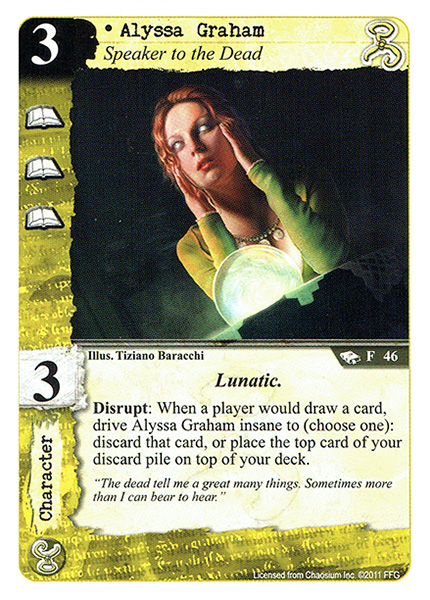 3
• Alyssa Graham
Speaker to the Dead
Illus. Tiziano Baracchi
F 46
3
Character
Lunatic.
Disrupt: When a player would draw a card,
drive Alyssa Graham insane to (choose one):
discard that card, or place the top card of your
discard pile on top of your deck.
“The dead tell me a great many things. Sometimes more
than I can bear to hear.”
Licensed from Chaosium Inc. ©2011 FFG